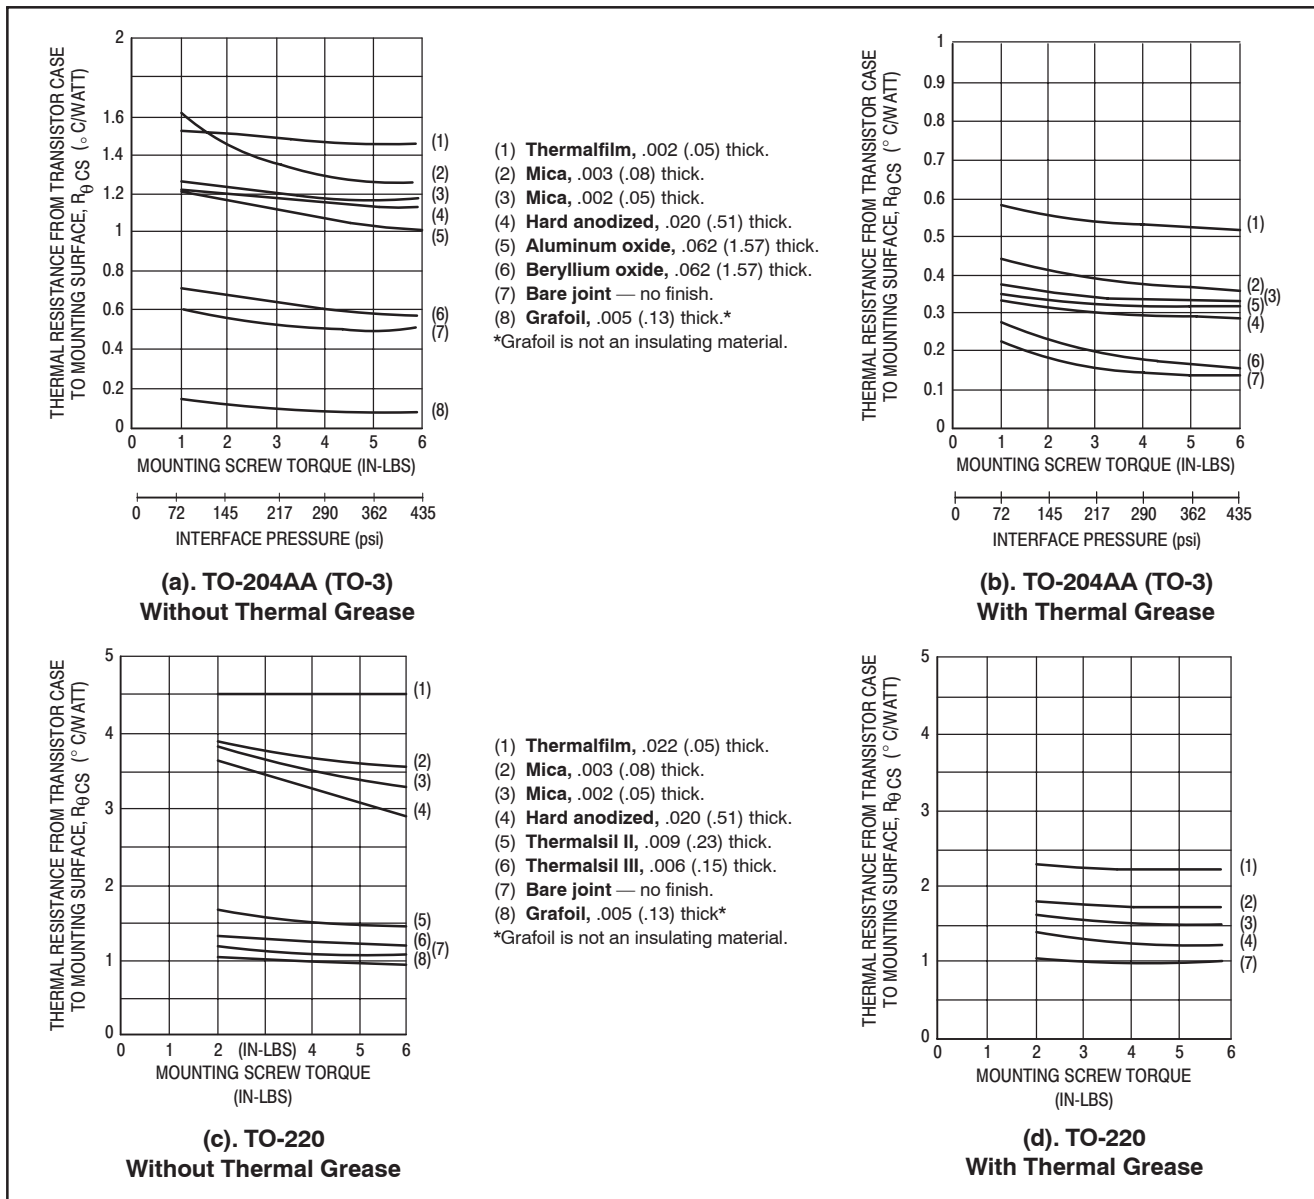 THERMAL RESISTANCE FROM TRANSISTOR CASE
TO MOUNTING SURFACE, RθCS (° C/WATT)
2
1.6
1.4
1.2
1
0.8
0.6
0.4
0.2
0
(1)
(2)
(3)
(4)
(5)
(6)
(7)
(8)
0 1 2 3 4 5 6
MOUNTING SCREW TORQUE (IN-LBS)
0 72 145 217 290 362 435
INTERFACE PRESSURE (psi)
(a). TO-204AA (TO-3)
Without Thermal Grease
(1) Thermalfilm, .002 (.05) thick.
(2) Mica, .003 (.08) thick.
(3) Mica, .002 (.05) thick.
(4) Hard anodized, .020 (.51) thick.
(5) Aluminum oxide, .062 (1.57) thick.
(6) Beryllium oxide, .062 (1.57) thick.
(7) Bare joint — no finish.
(8) Grafoil, .005 (.13) thick.*
*Grafoil is not an insulating material.
THERMAL RESISTANCE FROM TRANSISTOR CASE
TO MOUNTING SURFACE, RθCS (° C/WATT)
1
0.9
0.8
0.7
0.6
0.5
0.4
0.3
0.2
0.1
0
(1)
(2)
(3)
(5)
(4)
(6)
(7)
0 1 2 3 4 5 6
MOUNTING SCREW TORQUE (IN-LBS)
0 72 145 217 290 362 435
INTERFACE PRESSURE (psi)
(b). TO-204AA (TO-3)
With Thermal Grease
THERMAL RESISTANCE FROM TRANSISTOR CASE
TO MOUNTING SURFACE, RθCS (° C/WATT)
5
4
3
2
1
0
(1)
(2)
(3)
(4)
(5)
(6)
(7)
(8)
0 1 2 (IN-LBS) 4 5 6
MOUNTING SCREW TORQUE
(IN-LBS)
(c). TO-220
Without Thermal Grease
(1) Thermalfilm, .022 (.05) thick.
(2) Mica, .003 (.08) thick.
(3) Mica, .002 (.05) thick.
(4) Hard anodized, .020 (.51) thick.
(5) Thermalsil II, .009 (.23) thick.
(6) Thermalsil III, .006 (.15) thick.
(7) Bare joint — no finish.
(8) Grafoil, .005 (.13) thick*
*Grafoil is not an insulating material.
THERMAL RESISTANCE FROM TRANSISTOR CASE
TO MOUNTING SURFACE, RθCS (° C/WATT)
5
4
3
2
1
0
(1)
(2)
(3)
(4)
(7)
0 1 2 3 4 5 6
MOUNTING SCREW TORQUE
(IN-LBS)
(d). TO-220
With Thermal Grease